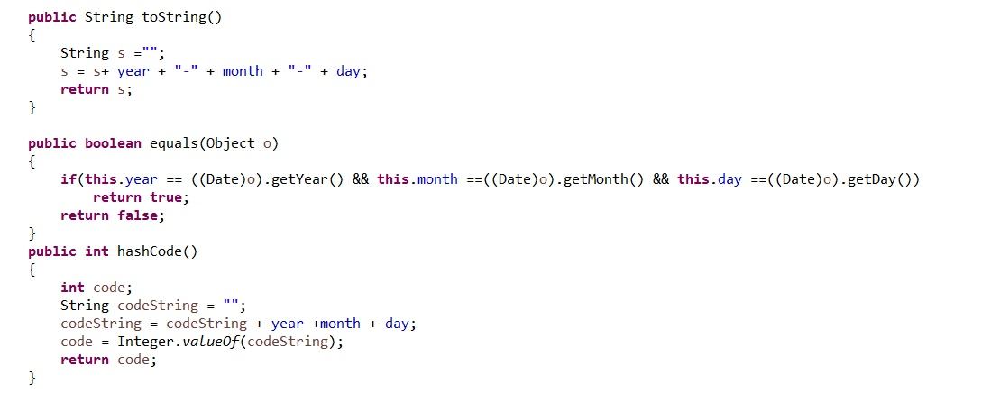 public String toString()
{
    String s ="";
    s = s+ year + "-" + month + "-" + day;
    return s;
}

public boolean equals(Object o)
{
    if(this.year == ((Date)o).getYear() && this.month ==((Date)o).getMonth() && this.day ==((Date)o).getDay())
        return true;
    return false;
}
public int hashCode()
{
    int code;
    String codeString = "";
    codeString = codeString + year +month + day;
    code = Integer.valueOf(codeString);
    return code;
}